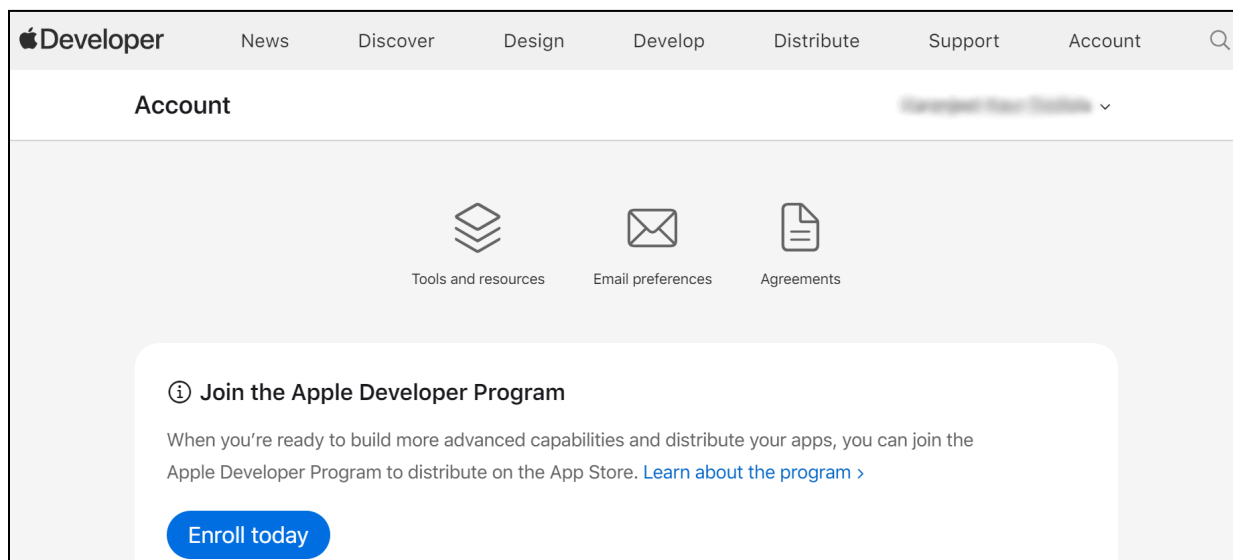 Developer News Discover Design Develop Distribute Support Account
Account
Tools and resources Email preferences Agreements
Join the Apple Developer Program
When you’re ready to build more advanced capabilities and distribute your apps, you can join the
Apple Developer Program to distribute on the App Store. Learn about the program >
Enroll today